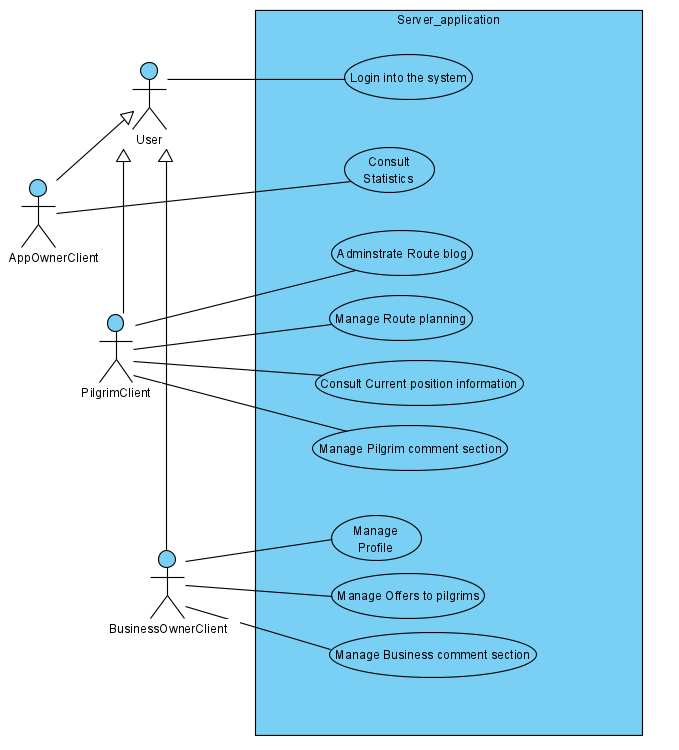 Server_application
Login into the system
User
Consult
Statistics
AppOwnerClient
Adminstrate Route blog
Manage Route planning
Consult Current position information
PilgrimClient
Manage Pilgrim comment section
Manage
Profile
Manage Offers to pilgrims
BusinessOwnerClient
Manage Business comment section